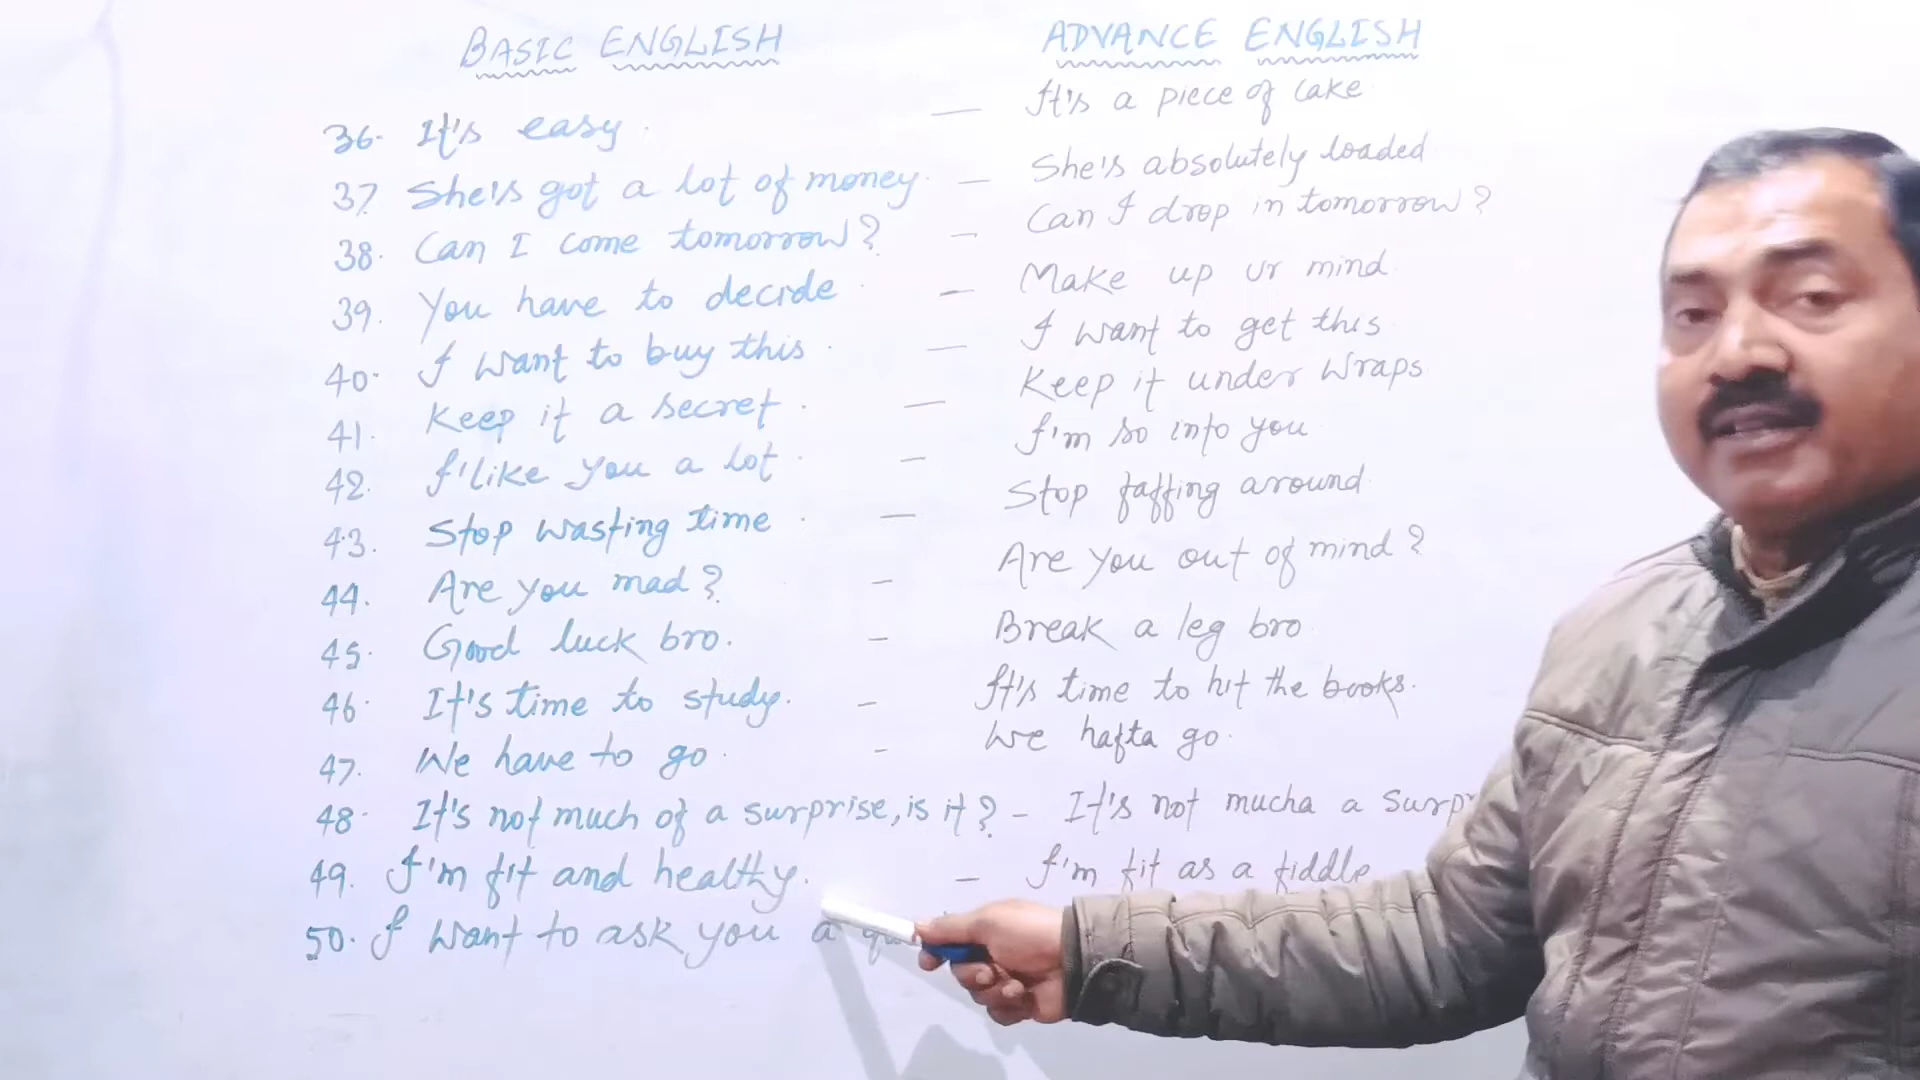 BASIC ENGLISH ADVANCE ENGLISH
36. It's easy. — It's a piece of cake
37. She's got a lot of money. — She's absolutely loaded
38. Can I come tomorrow? — Can I drop in tomorrow?
39. You have to decide. — Make up ur mind.
40. I want to buy this. — I want to get this.
41. Keep it a secret. — Keep it under wraps
42. I like you a lot. — I'm so into you
43. Stop wasting time. — Stop faffing around
44. Are you mad? — Are you out of mind?
45. Good luck bro. — Break a leg bro
46. It's time to study. — It's time to hit the books.
47. We have to go. — We hafta go.
48. It's not much of a surprise, is it? — It's not mucha a
49. I'm fit and healthy. — I'm fit as a fiddle
50. I want to ask you a